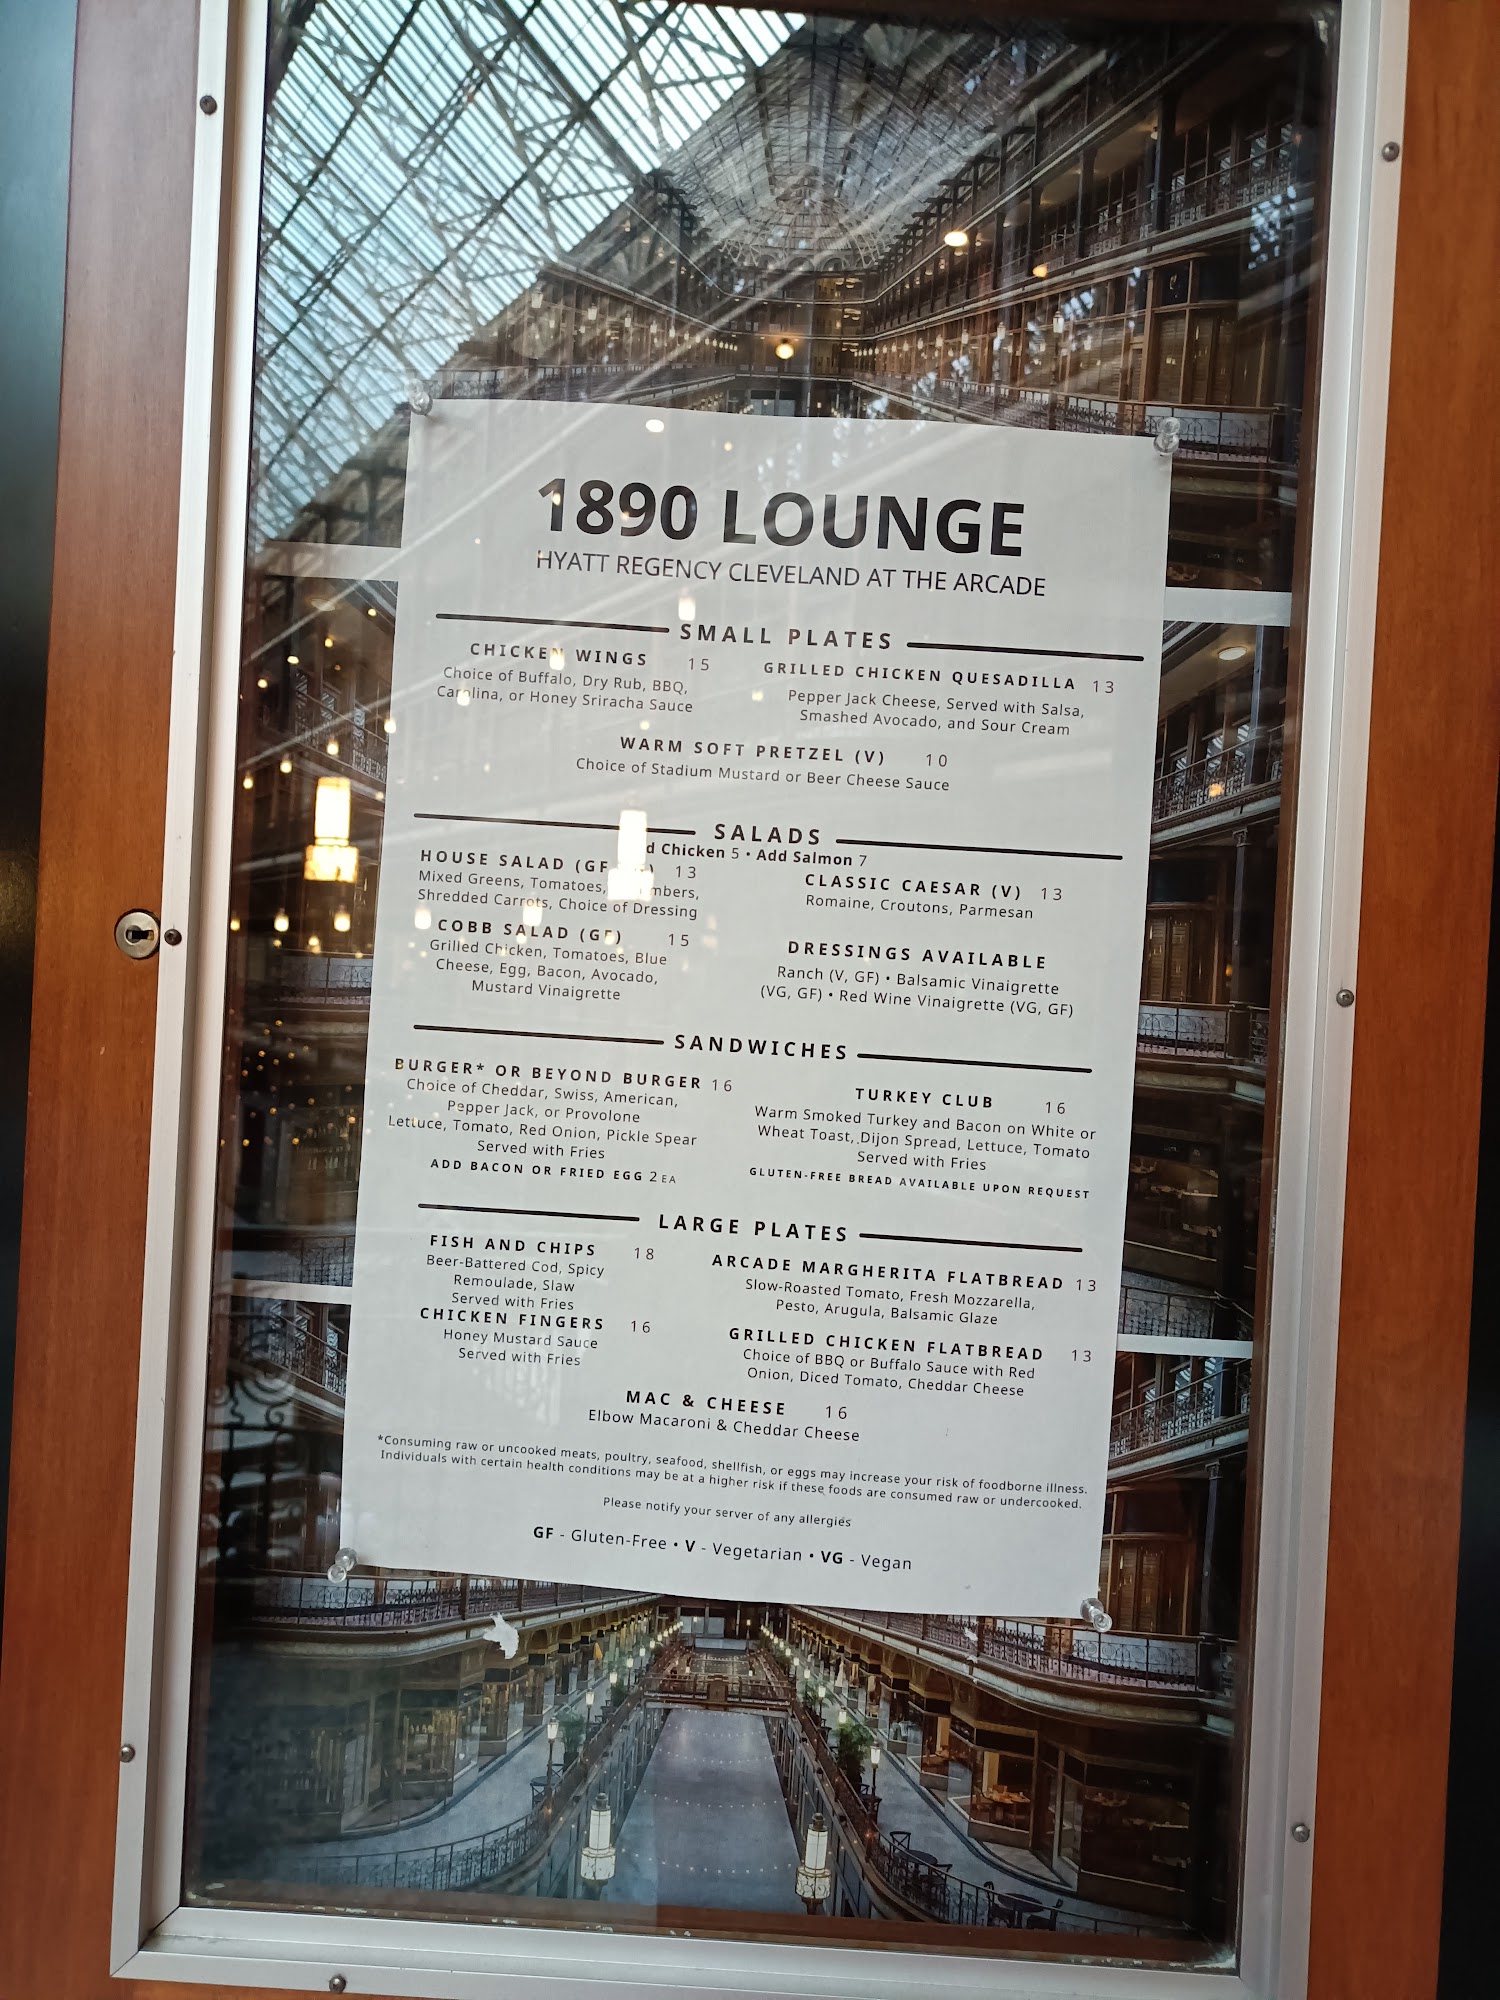 1890 LOUNGE
HYATT REGENCY CLEVELAND AT THE ARCADE
SMALL PLATES
CHICKEN WINGS 15
Choice of Buffalo, Dry Rub, BBQ,
Carolina, or Honey Sriracha Sauce
GRILLED CHICKEN QUESADILLA 13
Pepper Jack Cheese, Served with Salsa,
Smashed Avocado, and Sour Cream
WARM SOFT PRETZEL (V) 10
Choice of Stadium Mustard or Beer Cheese Sauce
SALADS
Chicken 5 • Add Salmon 7
HOUSE SALAD (GF 13
Mixed Greens, Tomatoes,
Shredded Carrots, Choice of Dressing
CLASSIC CAESAR (V) 13
Romaine, Croutons, Parmesan
COBB SALAD (GF) 15
Grilled Chicken, Tomatoes, Blue
Cheese, Egg, Bacon, Avocado,
Mustard Vinaigrette
DRESSINGS AVAILABLE
Ranch (V, GF) • Balsamic Vinaigrette
(VG, GF) • Red Wine Vinaigrette (VG, GF)
SANDWICHES
BURGER* OR BEYOND BURGER 16
Choice of Cheddar, Swiss, American,
Pepper Jack, or Provolone
Lettuce, Tomato, Red Onion, Pickle Spear
Served with Fries
ADD BACON OR FRIED EGG 2 EA
TURKEY CLUB 16
Warm Smoked Turkey and Bacon on White or
Wheat Toast, Dijon Spread, Lettuce, Tomato
Served with Fries
GLUTEN-FREE BREAD AVAILABLE UPON REQUEST
LARGE PLATES
FISH AND CHIPS 18
Beer-Battered Cod, Spicy
Remoulade, Slaw
Served with Fries
CHICKEN FINGERS 16
Honey Mustard Sauce
Served with Fries
ARCADE MARGHERITA FLATBREAD 13
Slow-Roasted Tomato, Fresh Mozzarella,
Pesto, Arugula, Balsamic Glaze
GRILLED CHICKEN FLATBREAD 13
Choice of BBQ or Buffalo Sauce with Red
Onion, Diced Tomato, Cheddar Cheese
MAC & CHEESE 16
Elbow Macaroni & Cheddar Cheese
*Consuming raw or uncooked meats, poultry, seafood, shellfish, or eggs may increase your risk of foodborne illness.
Individuals with certain health conditions may be at a higher risk if these foods are consumed raw or undercooked.
Please notify your server of any allergies
GF - Gluten-Free • V - Vegetarian • VG - Vegan